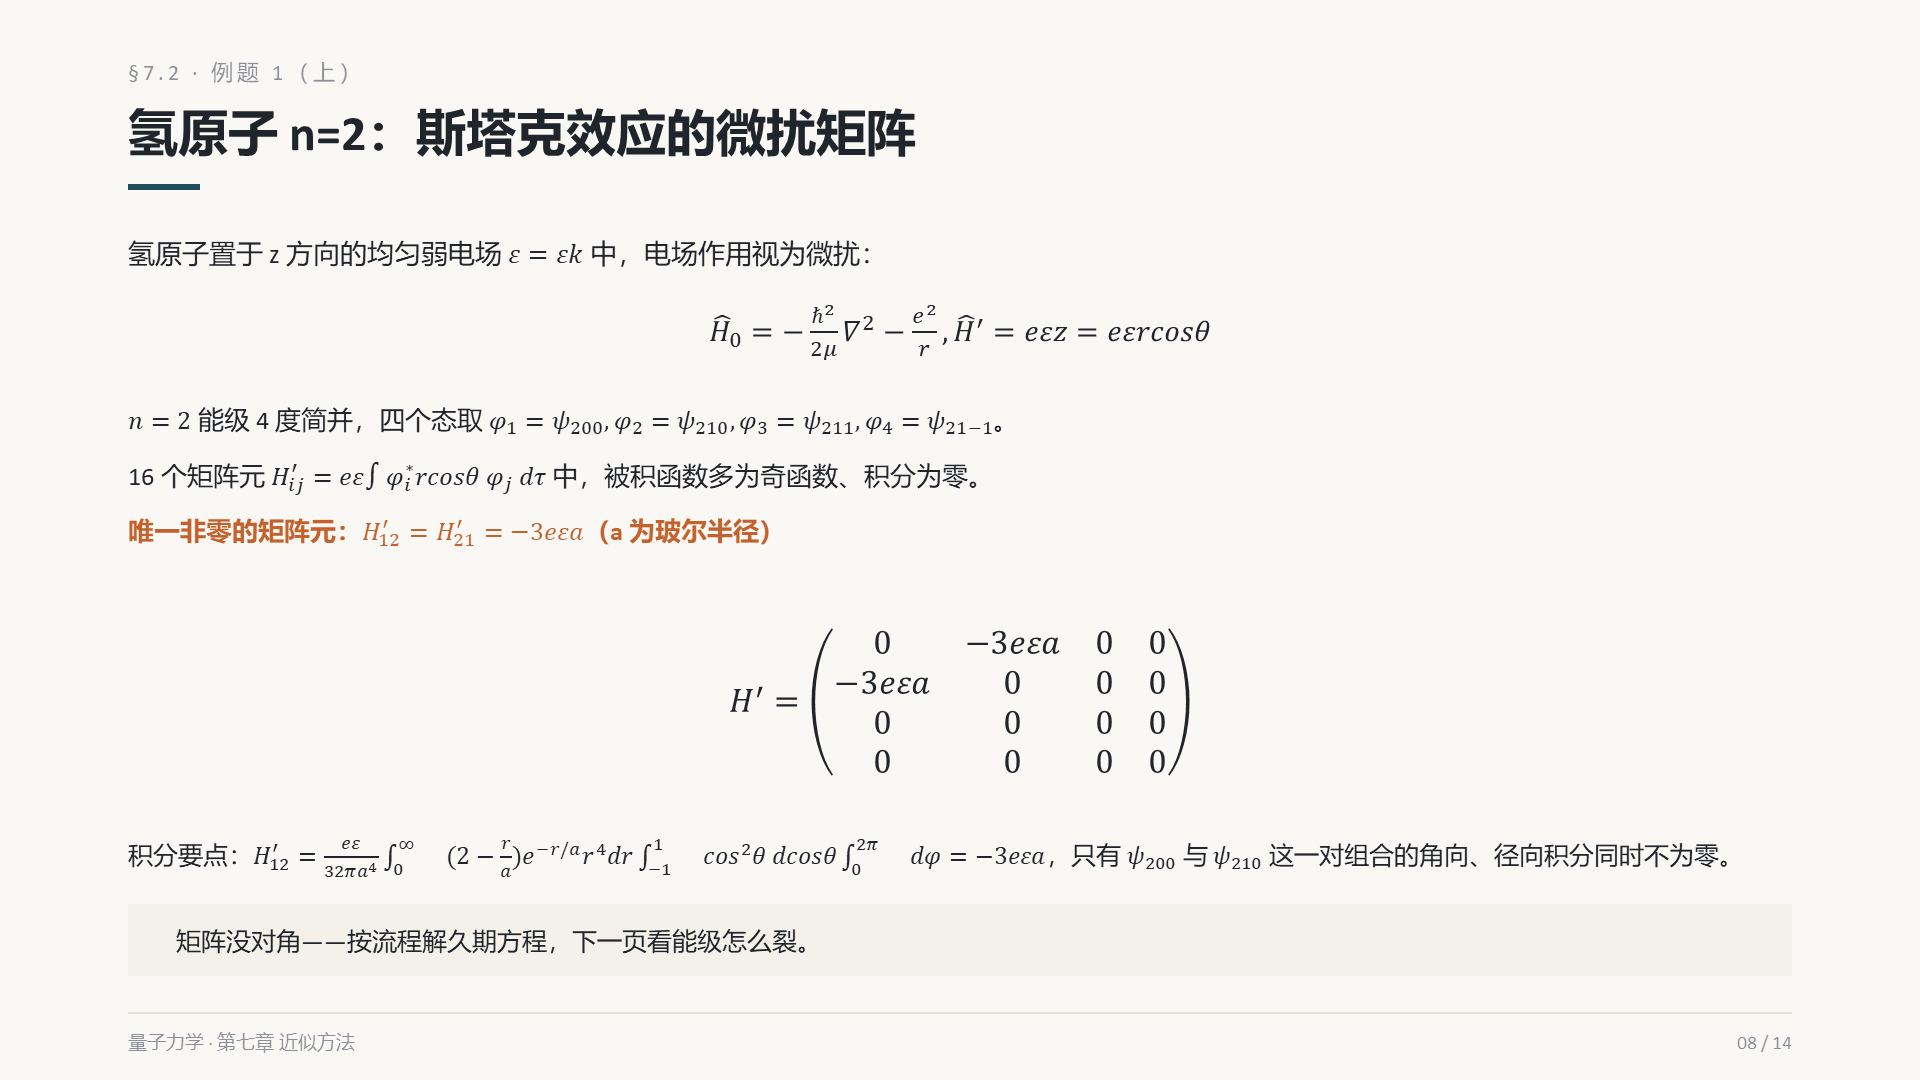 §7.2 · 例题 1（上）
氢原子 n=2：斯塔克效应的微扰矩阵
氢原子置于 z 方向的均匀弱电场 ε = εk 中，电场作用视为微扰：
Ĥ₀ = −ħ²/2μ ∇² − e²/r, Ĥ′ = eεz = eεrcosθ
n = 2 能级 4 度简并，四个态取 φ₁ = ψ₂₀₀, φ₂ = ψ₂₁₀, φ₃ = ψ₂₁₁, φ₄ = ψ₂₁₋₁。
16 个矩阵元 H′ᵢⱼ = eε∫ φᵢ*rcosθ φⱼ dτ 中，被积函数多为奇函数、积分为零。
唯一非零的矩阵元：H′₁₂ = H′₂₁ = −3eεa（a 为玻尔半径）
0 −3eεa 0 0
−3eεa 0 0 0
H′ =
0 0 0 0
0 0 0 0
积分要点：H′₁₂ = eε/32πa⁴ ∫₀^∞ (2 − r/a)e^(−r/a)r⁴dr ∫₋₁^1 cos²θ dcosθ ∫₀^2π dφ = −3eεa，只有 ψ₂₀₀ 与 ψ₂₁₀ 这一对组合的角向、径向积分同时不为零。
矩阵没对角——按流程解久期方程，下一页看能级怎么裂。
量子力学 · 第七章 近似方法
08 / 14